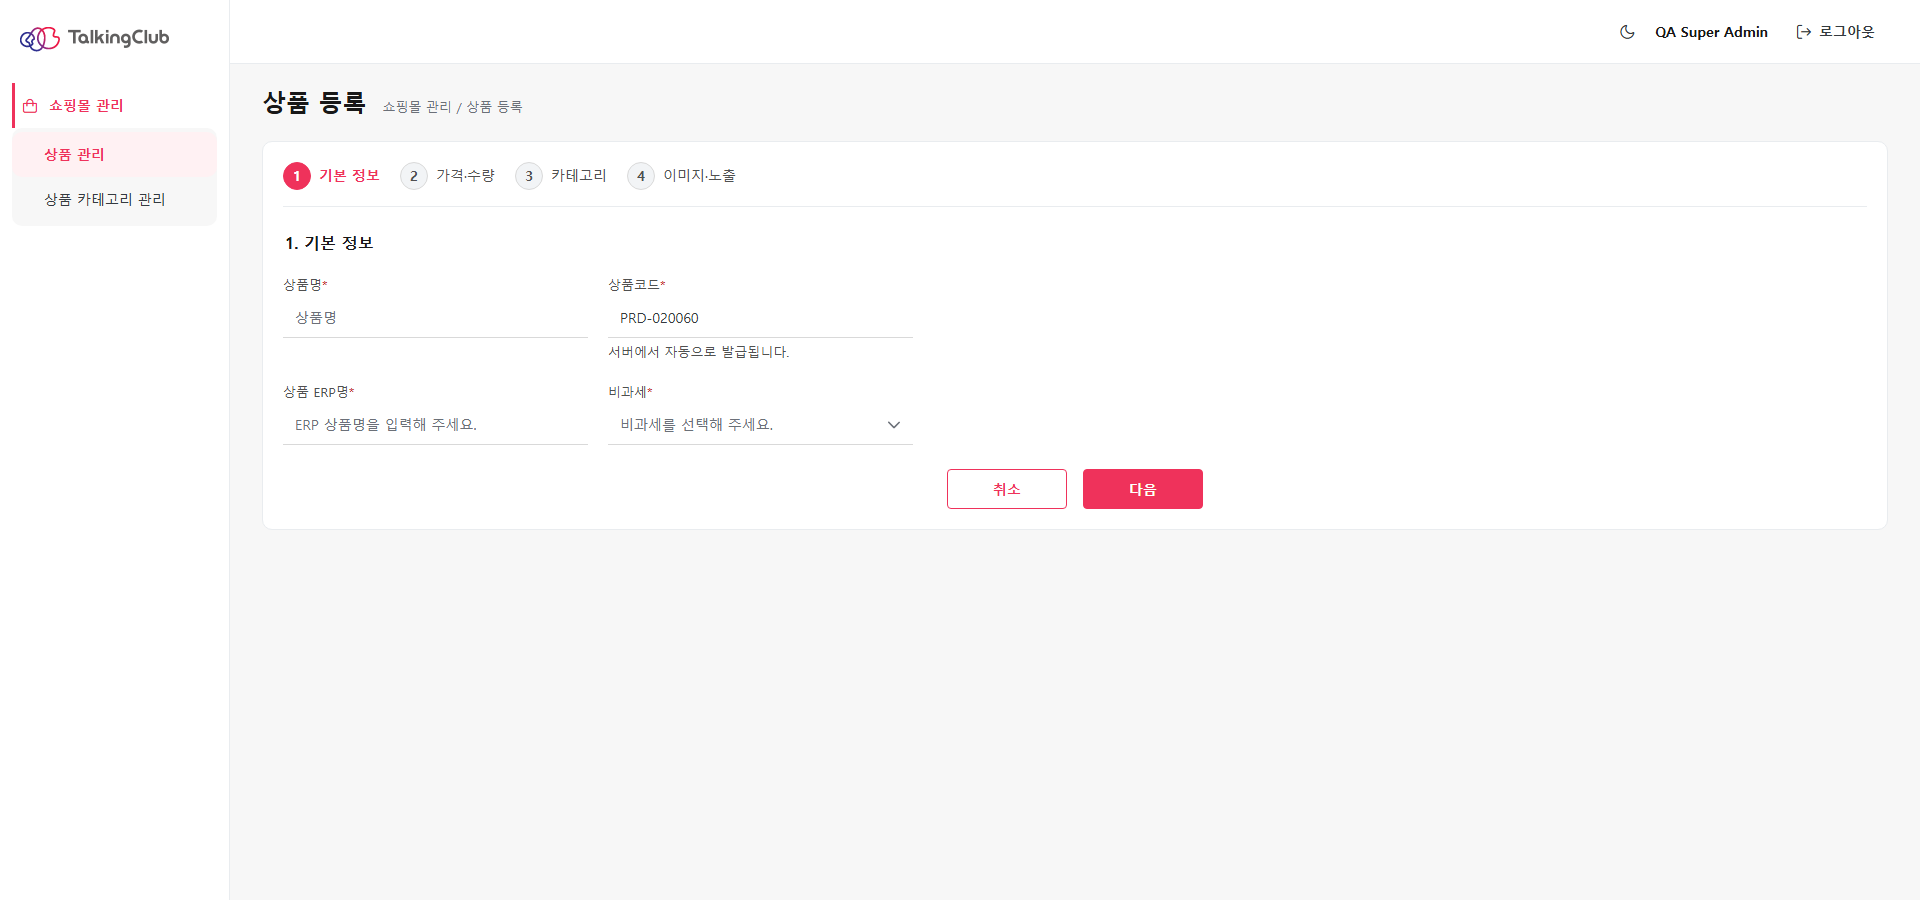 TalkingClub
QA Super Admin
로그아웃
쇼핑몰 관리
상품 관리
상품 카테고리 관리
상품 등록
쇼핑몰 관리 / 상품 등록
1 기본 정보
2 가격·수량
3 카테고리
4 이미지·노출
1. 기본 정보
상품명*
상품명
상품코드*
PRD-020060
서버에서 자동으로 발급됩니다.
상품 ERP명*
ERP 상품명을 입력해 주세요.
비과세*
비과세를 선택해 주세요.
취소
다음